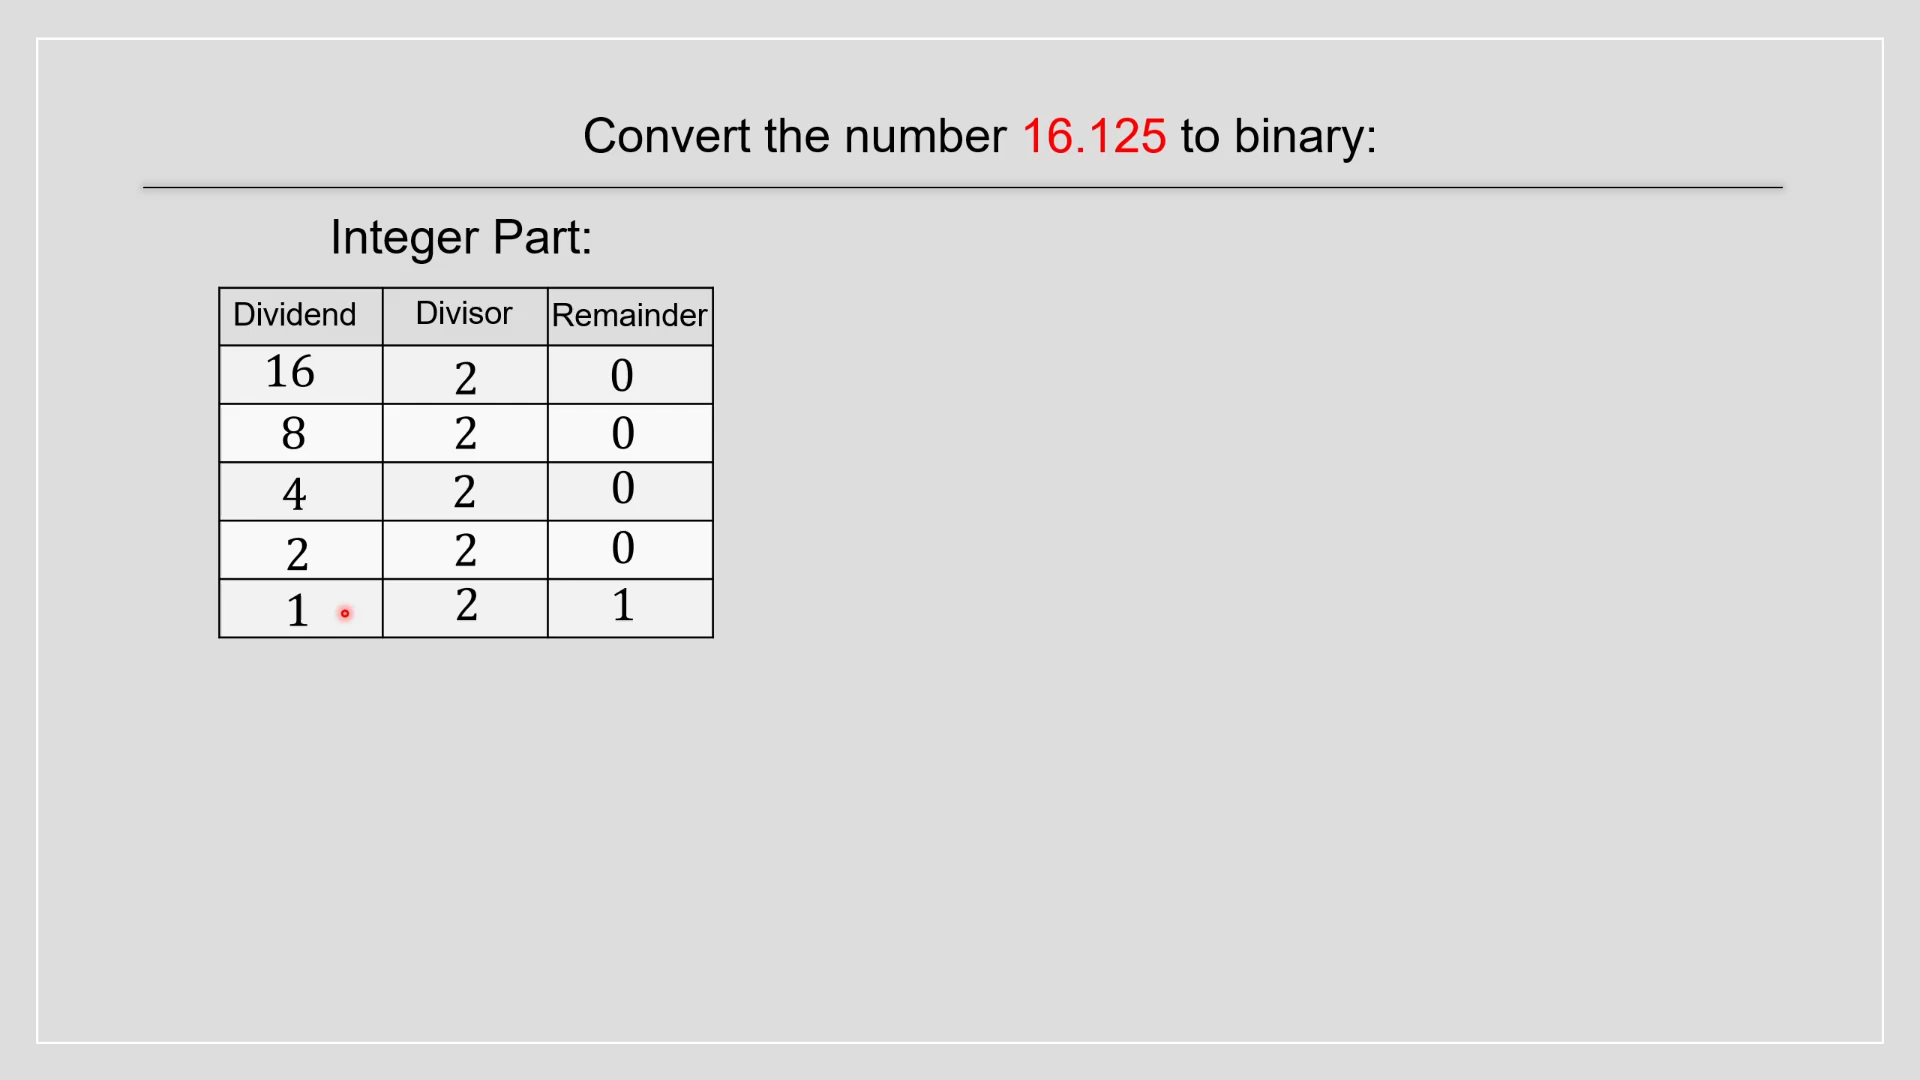 Convert the number 16.125 to binary:
Integer Part:
Dividend Divisor Remainder
16 2 0
8 2 0
4 2 0
2 2 0
1 2 1